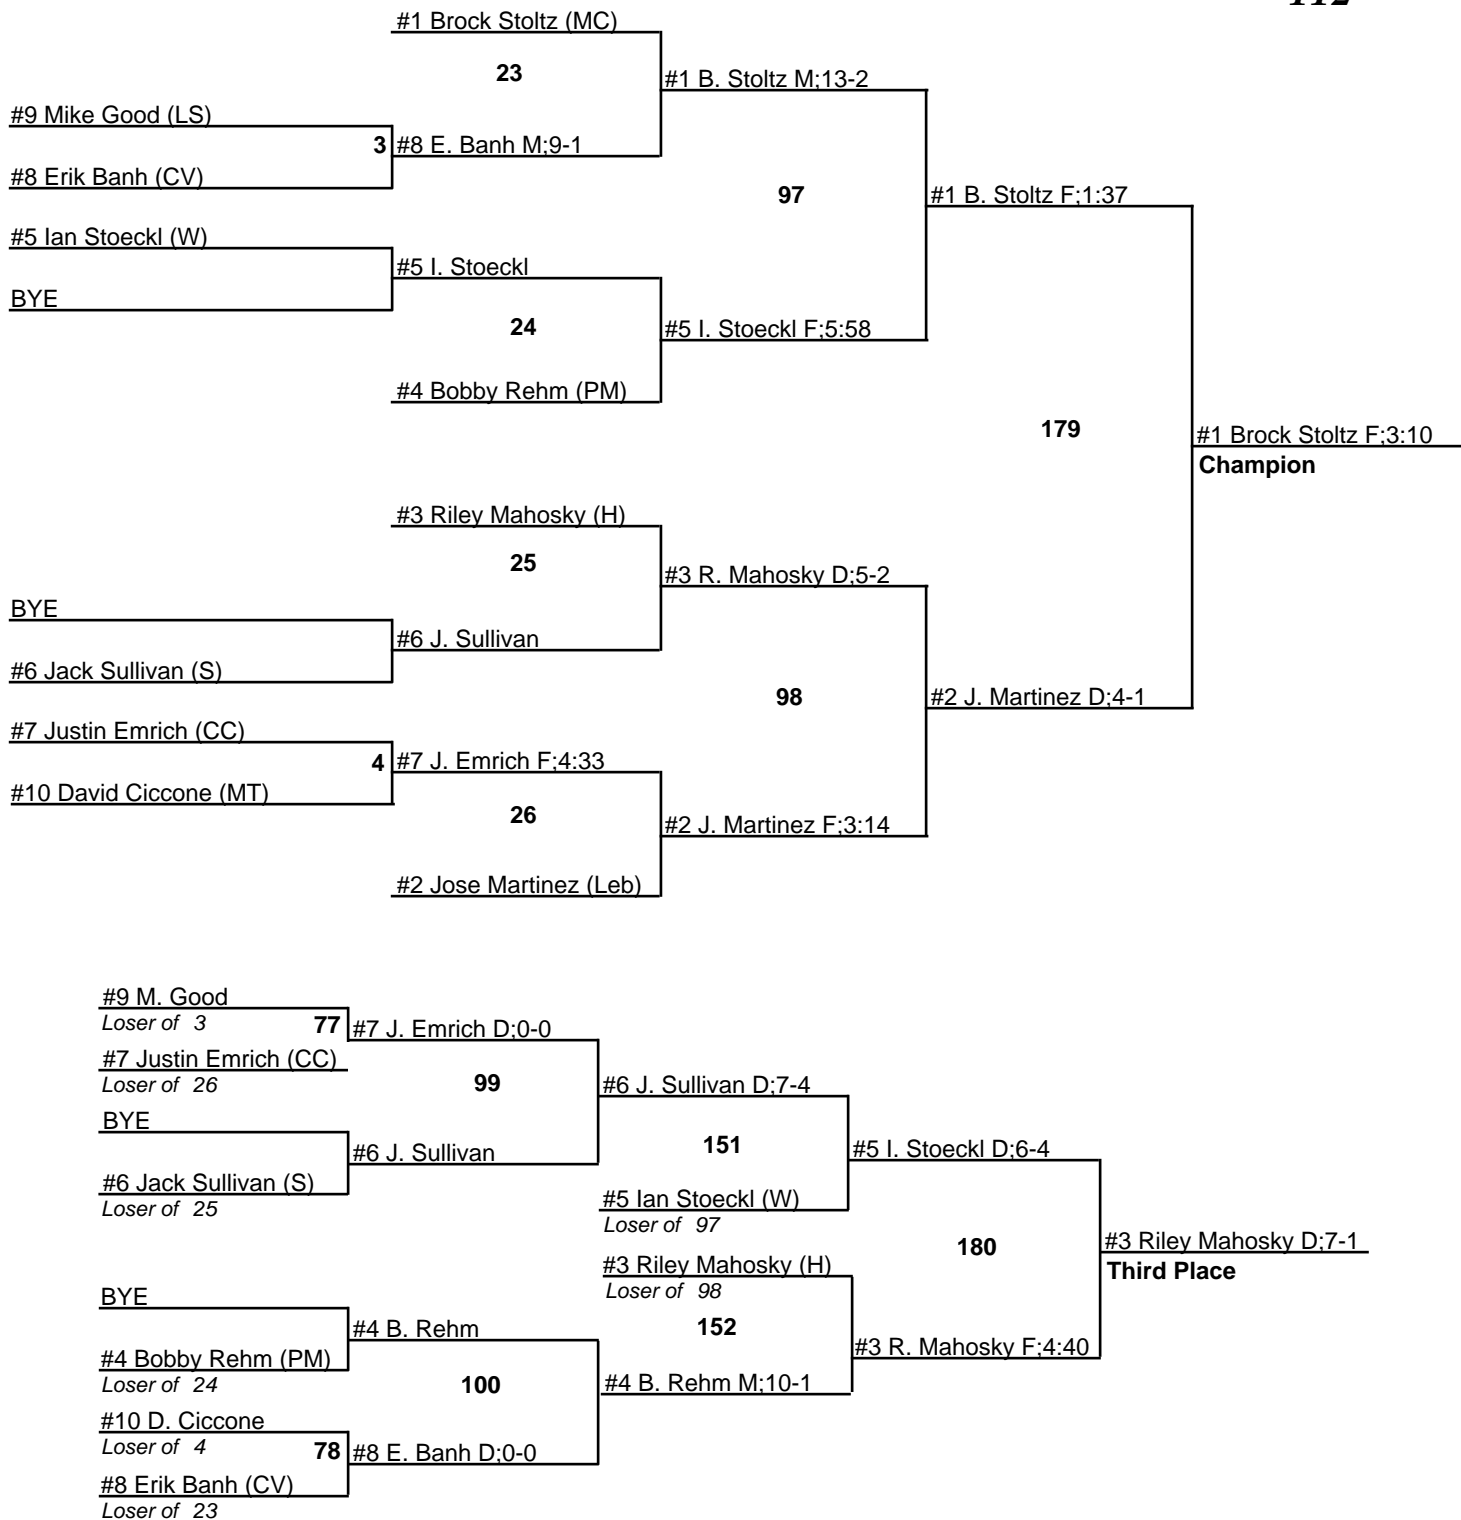 #1 Brock Stoltz (MC)
23
#1 B. Stoltz M;13-2
#9 Mike Good (LS)
3 #8 E. Banh M;9-1
#8 Erik Banh (CV)
97
#1 B. Stoltz F;1:37
#5 Ian Stoeckl (W)
#5 I. Stoeckl
BYE
24
#5 I. Stoeckl F;5:58
#4 Bobby Rehm (PM)
179
#1 Brock Stoltz F;3:10
Champion
#3 Riley Mahosky (H)
25
#3 R. Mahosky D;5-2
BYE
#6 J. Sullivan
#6 Jack Sullivan (S)
98
#2 J. Martinez D;4-1
#7 Justin Emrich (CC)
4 #7 J. Emrich F;4:33
#10 David Ciccone (MT)
26
#2 J. Martinez F;3:14
#2 Jose Martinez (Leb)
#9 M. Good
Loser of 3
77 #7 J. Emrich D;0-0
#7 Justin Emrich (CC)
Loser of 26
99
#6 J. Sullivan D;7-4
BYE
#6 J. Sullivan
151
#5 I. Stoeckl D;6-4
#6 Jack Sullivan (S)
Loser of 25
#5 Ian Stoeckl (W)
Loser of 97
180
#3 Riley Mahosky D;7-1
Third Place
#3 Riley Mahosky (H)
Loser of 98
BYE
#4 B. Rehm
152
#3 R. Mahosky F;4:40
#4 Bobby Rehm (PM)
Loser of 24
100
#4 B. Rehm M;10-1
#10 D. Ciccone
Loser of 4
78 #8 E. Banh D;0-0
#8 Erik Banh (CV)
Loser of 23